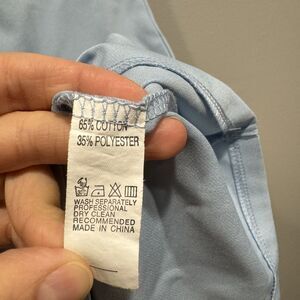 65% COTTON
35% POLYESTER
WASH SEPARATELY
PROFESSIONAL
DRY CLEAN
RECOMMENDED
MADE IN CHINA